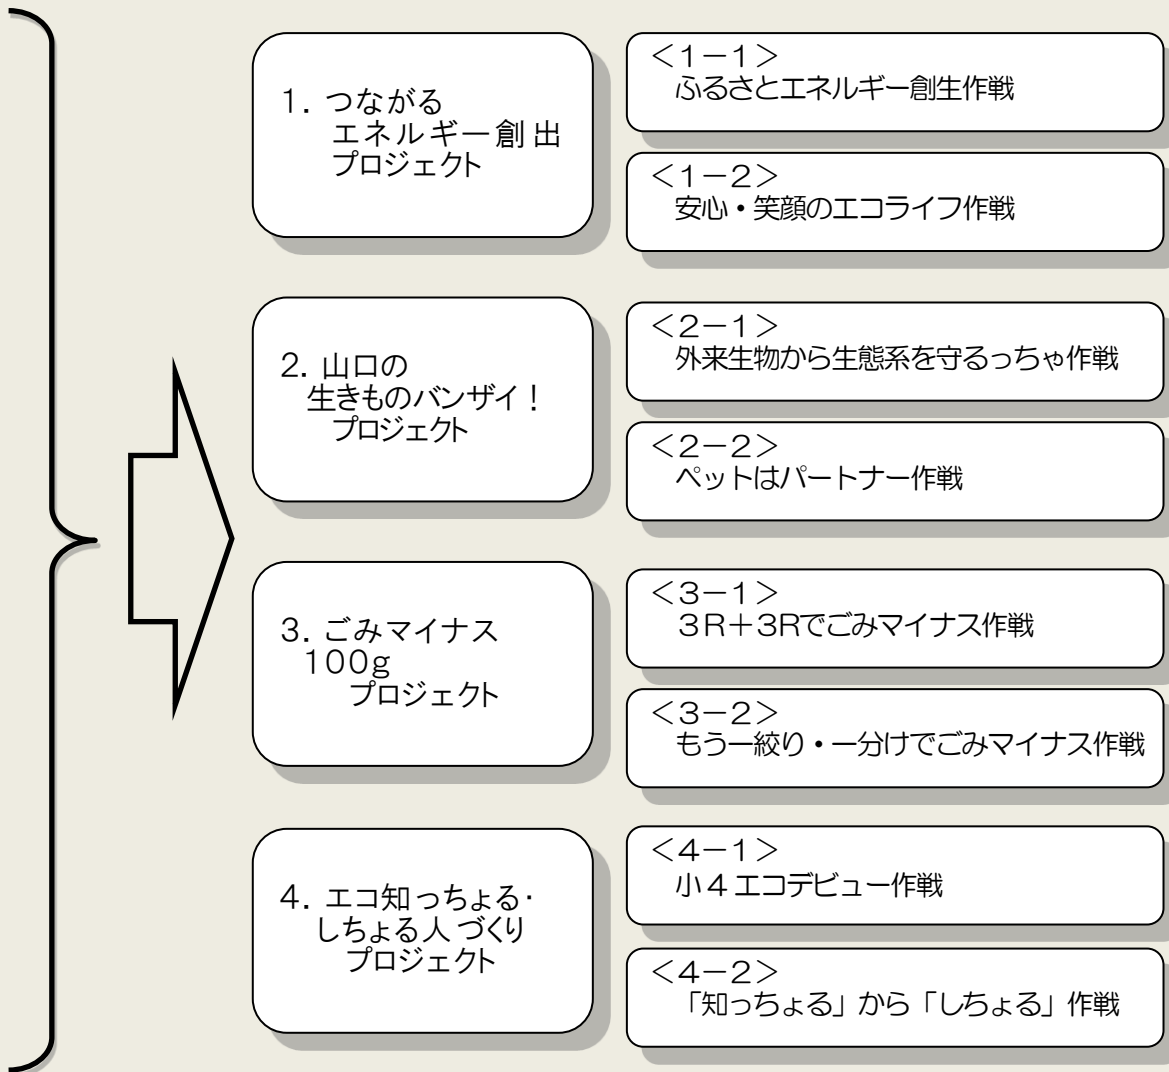 1．つながる
エネルギー創出
プロジェクト
＜１－１＞
ふるさとエネルギー創生作戦
＜１－２＞
安心・笑顔のエコライフ作戦
2．山口の
生きものバンザイ！
プロジェクト
＜２－１＞
外来生物から生態系を守るっちゃ作戦
＜２－２＞
ペットはパートナー作戦
3．ごみマイナス
100g
プロジェクト
＜３－１＞
３Ｒ＋３Rでごみマイナス作戦
＜３－２＞
もう一絞り・一分けでごみマイナス作戦
4．エコ知っちょる・
しちょる人づくり
プロジェクト
＜４－１＞
小４エコデビュー作戦
＜４－２＞
「知っちょる」から「しちょる」作戦